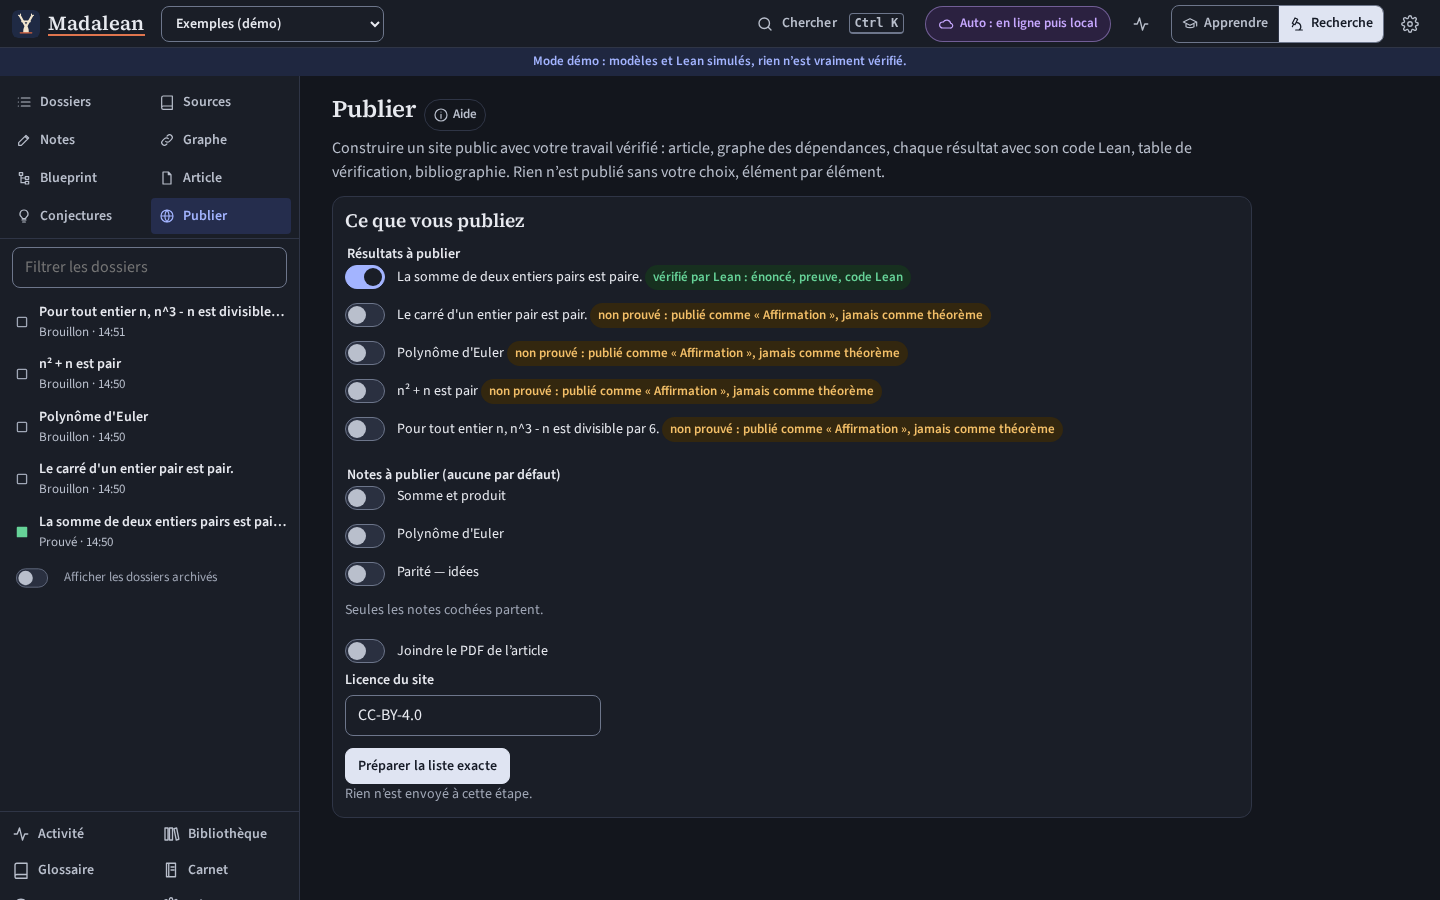 Madalean
Exemples (démo)
Chercher Ctrl K
Auto : en ligne puis local
Apprendre
Recherche
Mode démo : modèles et Lean simulés, rien n’est vraiment vérifié.
Dossiers
Sources
Notes
Graphe
Blueprint
Article
Conjectures
Publier
Filtrer les dossiers
Pour tout entier n, n^3 - n est divisible…
Brouillon · 14:51
n² + n est pair
Brouillon · 14:50
Polynôme d'Euler
Brouillon · 14:50
Le carré d'un entier pair est pair.
Brouillon · 14:50
La somme de deux entiers pairs est pai…
Prouvé · 14:50
Afficher les dossiers archivés
Activité
Bibliothèque
Glossaire
Carnet
Publier
Aide
Construire un site public avec votre travail vérifié : article, graphe des dépendances, chaque résultat avec son code Lean, table de
vérification, bibliographie. Rien n’est publié sans votre choix, élément par élément.
Ce que vous publiez
Résultats à publier
La somme de deux entiers pairs est paire. vérifié par Lean : énoncé, preuve, code Lean
Le carré d'un entier pair est pair. non prouvé : publié comme « Affirmation », jamais comme théorème
Polynôme d'Euler non prouvé : publié comme « Affirmation », jamais comme théorème
n² + n est pair non prouvé : publié comme « Affirmation », jamais comme théorème
Pour tout entier n, n^3 - n est divisible par 6. non prouvé : publié comme « Affirmation », jamais comme théorème
Notes à publier (aucune par défaut)
Somme et produit
Polynôme d'Euler
Parité — idées
Seules les notes cochées partent.
Joindre le PDF de l’article
Licence du site
CC-BY-4.0
Préparer la liste exacte
Rien n’est envoyé à cette étape.